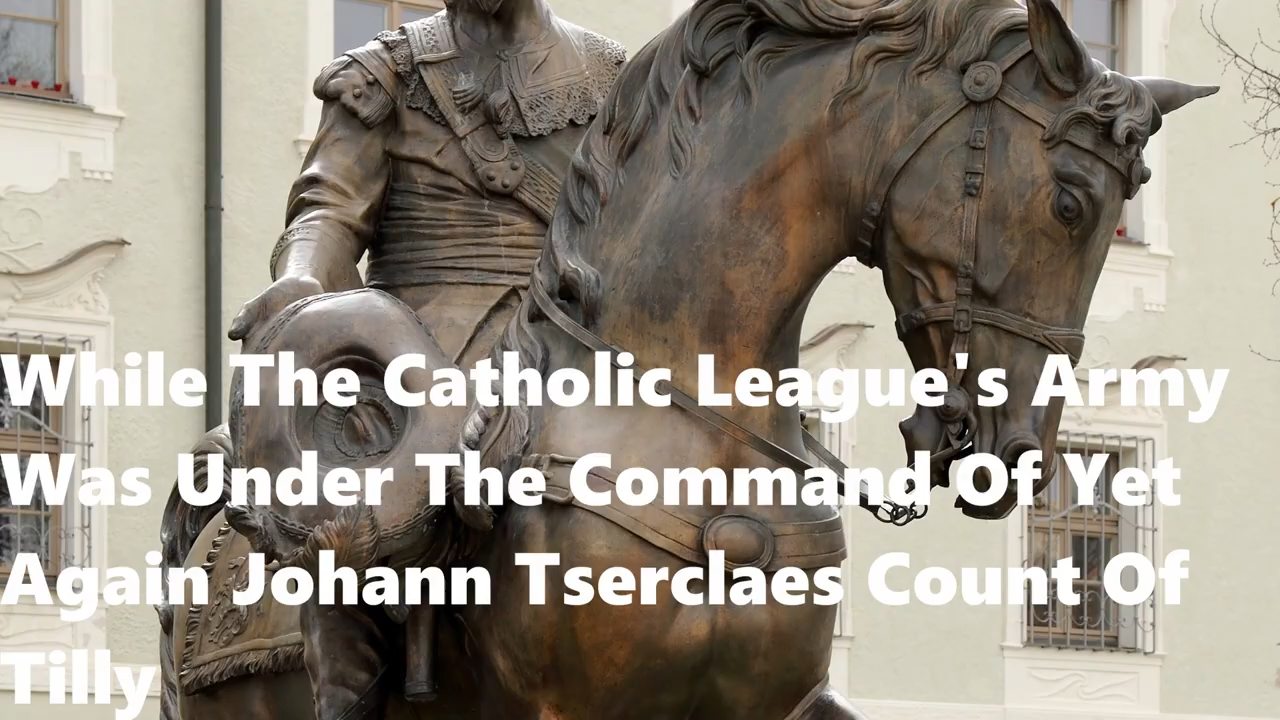 While The Catholic League's Army
Was Under The Command Of Yet
Again Johann Tserclaes Count Of
Tilly